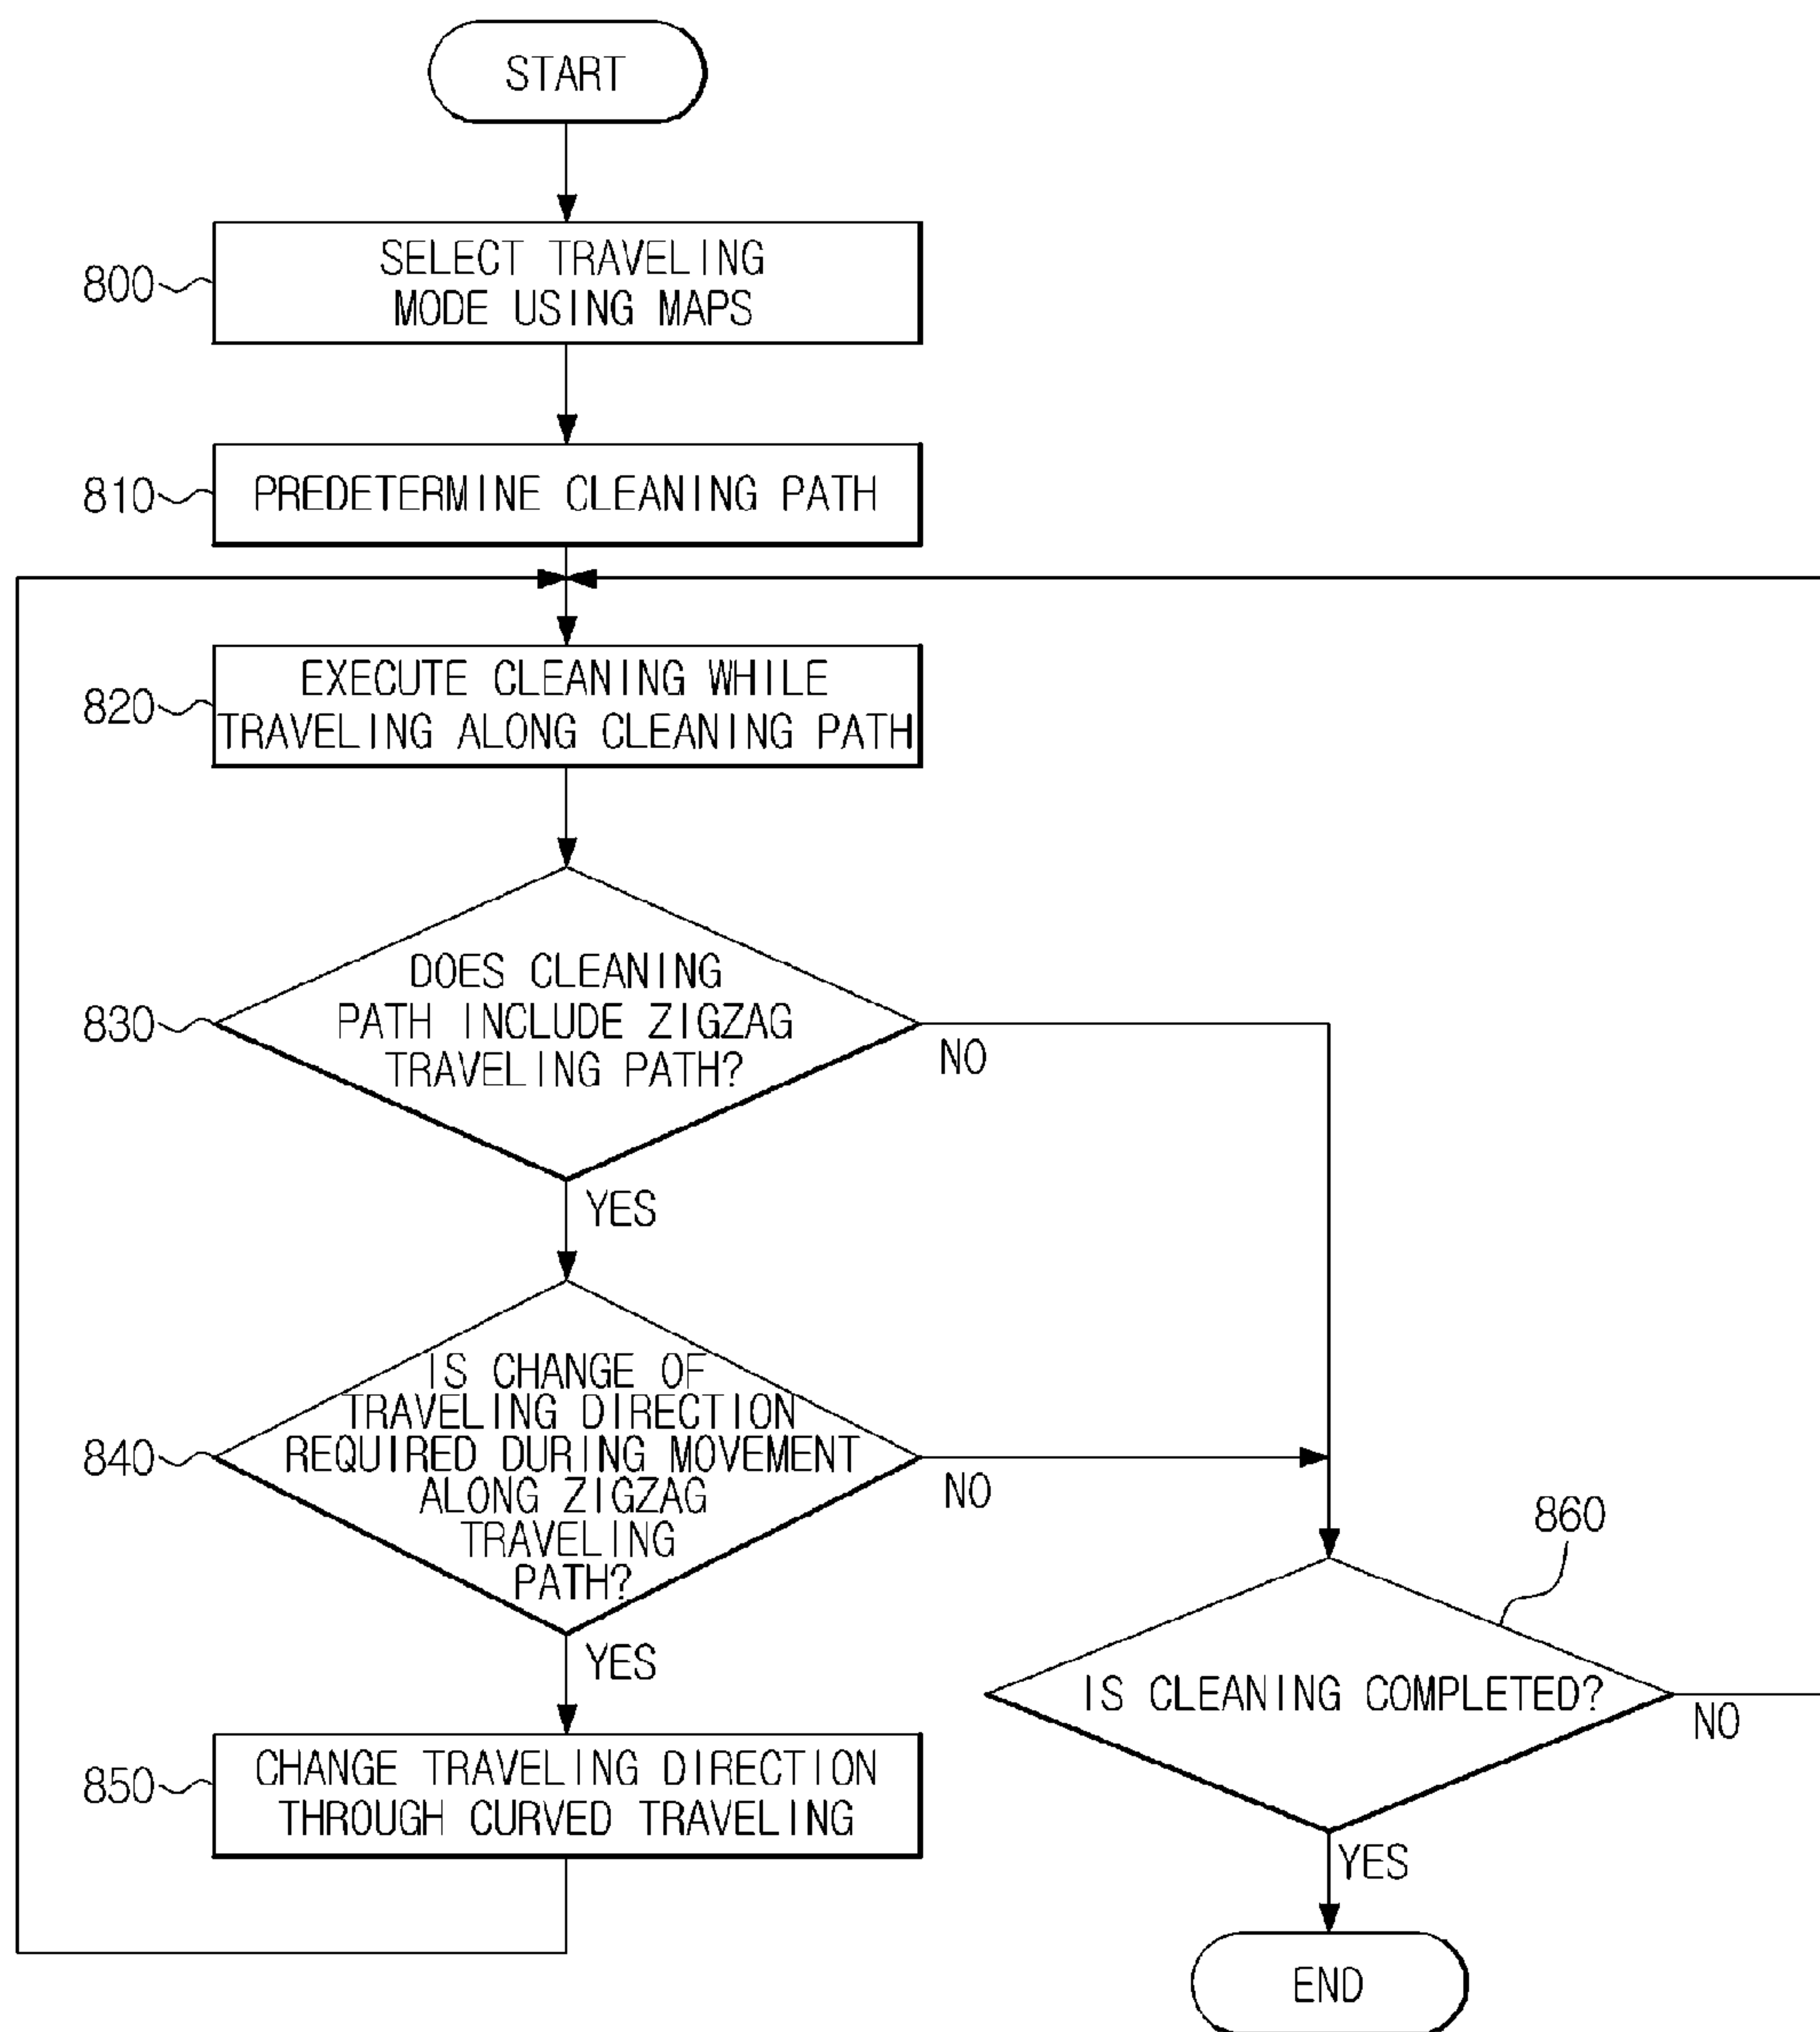 START
800
SELECT TRAVELING
MODE USING MAPS
810
PREDETERMINE CLEANING PATH
820
EXECUTE CLEANING WHILE
TRAVELING ALONG CLEANING PATH
830
DOES CLEANING
PATH INCLUDE ZIGZAG
TRAVELING PATH?
NO
YES
840
IS CHANGE OF
TRAVELING DIRECTION
REQUIRED DURING MOVEMENT
ALONG ZIGZAG
TRAVELING
PATH?
NO
YES
850
CHANGE TRAVELING DIRECTION
THROUGH CURVED TRAVELING
860
IS CLEANING COMPLETED?
NO
YES
END